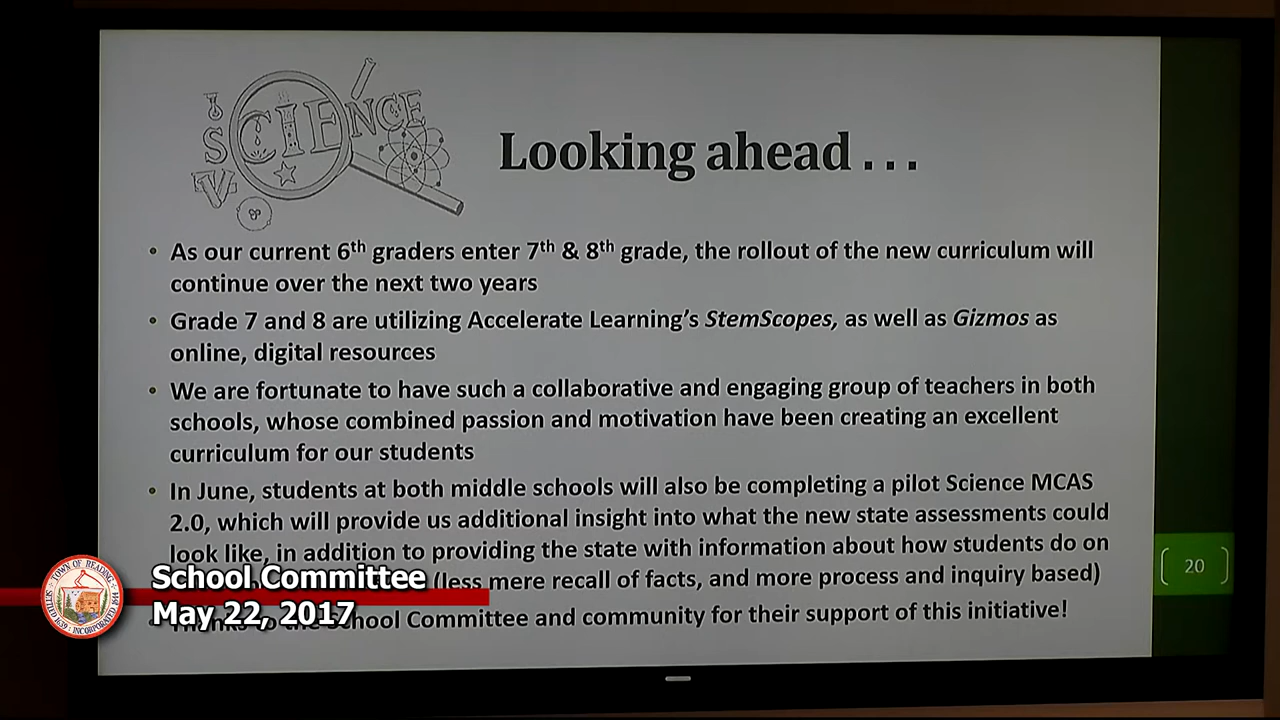 SCIENCE
Looking ahead . . .
• As our current 6th graders enter 7th & 8th grade, the rollout of the new curriculum will
continue over the next two years
• Grade 7 and 8 are utilizing Accelerate Learning's StemScopes, as well as Gizmos as
online, digital resources
• We are fortunate to have such a collaborative and engaging group of teachers in both
schools, whose combined passion and motivation have been creating an excellent
curriculum for our students
• In June, students at both middle schools will also be completing a pilot Science MCAS
2.0, which will provide us additional insight into what the new state assessments could
look like, in addition to providing the state with information about how students do on
(less mere recall of facts, and more process and inquiry based)
Thanks to the School Committee and community for their support of this initiative!
20
TOWN OF READING
School Committee
May 22, 2017